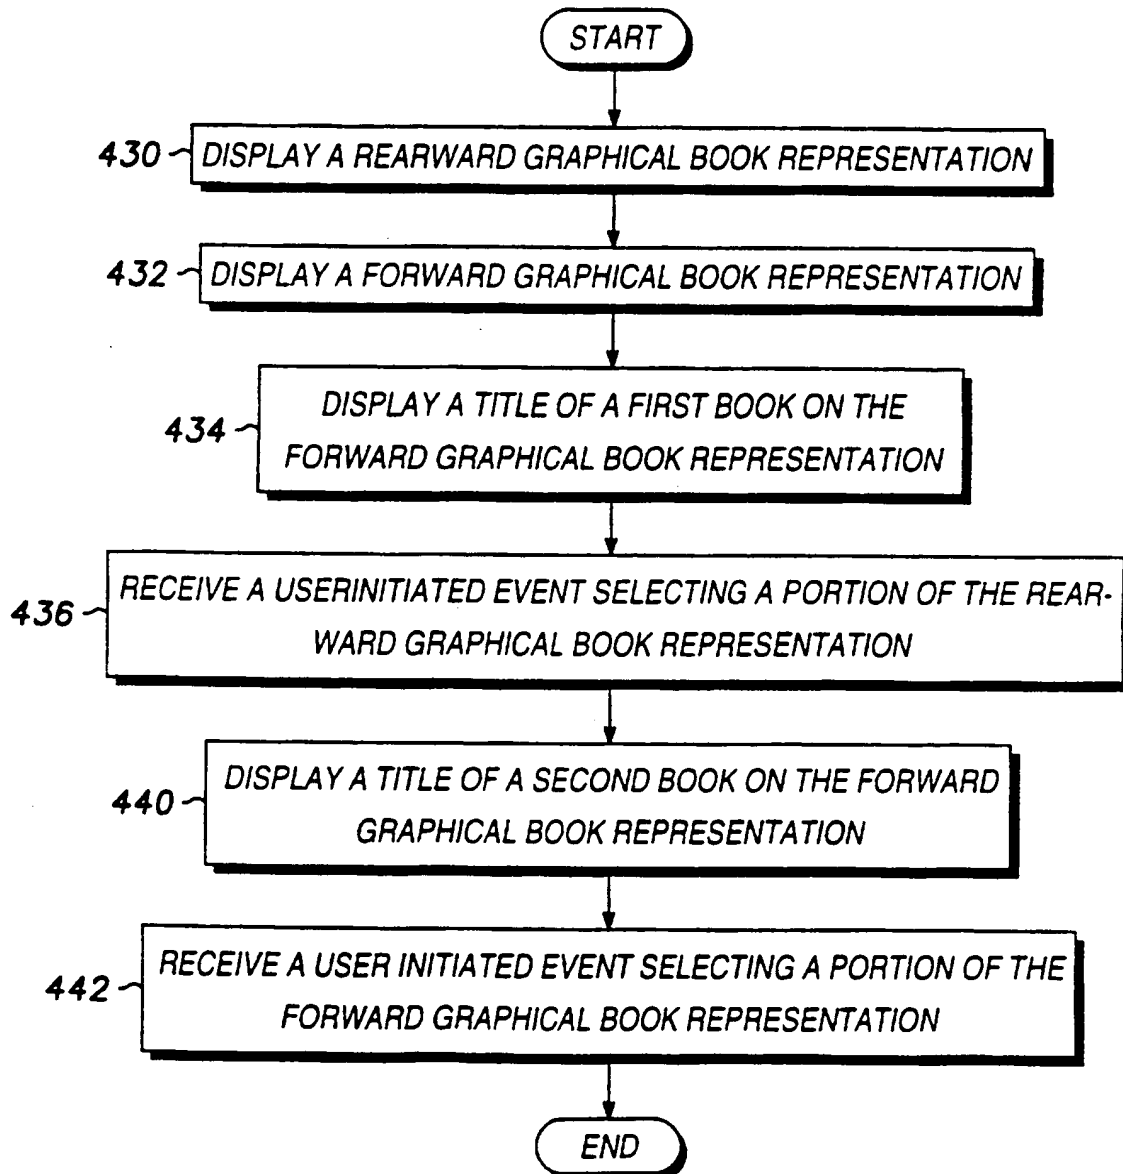 START
430 DISPLAY A REARWARD GRAPHICAL BOOK REPRESENTATION
432 DISPLAY A FORWARD GRAPHICAL BOOK REPRESENTATION
DISPLAY A TITLE OF A FIRST BOOK ON THE
434
FORWARD GRAPHICAL BOOK REPRESENTATION
RECEIVE A USERINITIATED EVENT SELECTING A PORTION OF THE REAR-
436
WARD GRAPHICAL BOOK REPRESENTATION
DISPLAY A TITLE OF A SECOND BOOK ON THE FORWARD
440
GRAPHICAL BOOK REPRESENTATION
RECEIVE A USER INITIATED EVENT SELECTING A PORTION OF THE
442
FORWARD GRAPHICAL BOOK REPRESENTATION
END